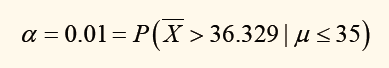 α = 0.01 = P(X̄ > 36.329 | μ ≤ 35)